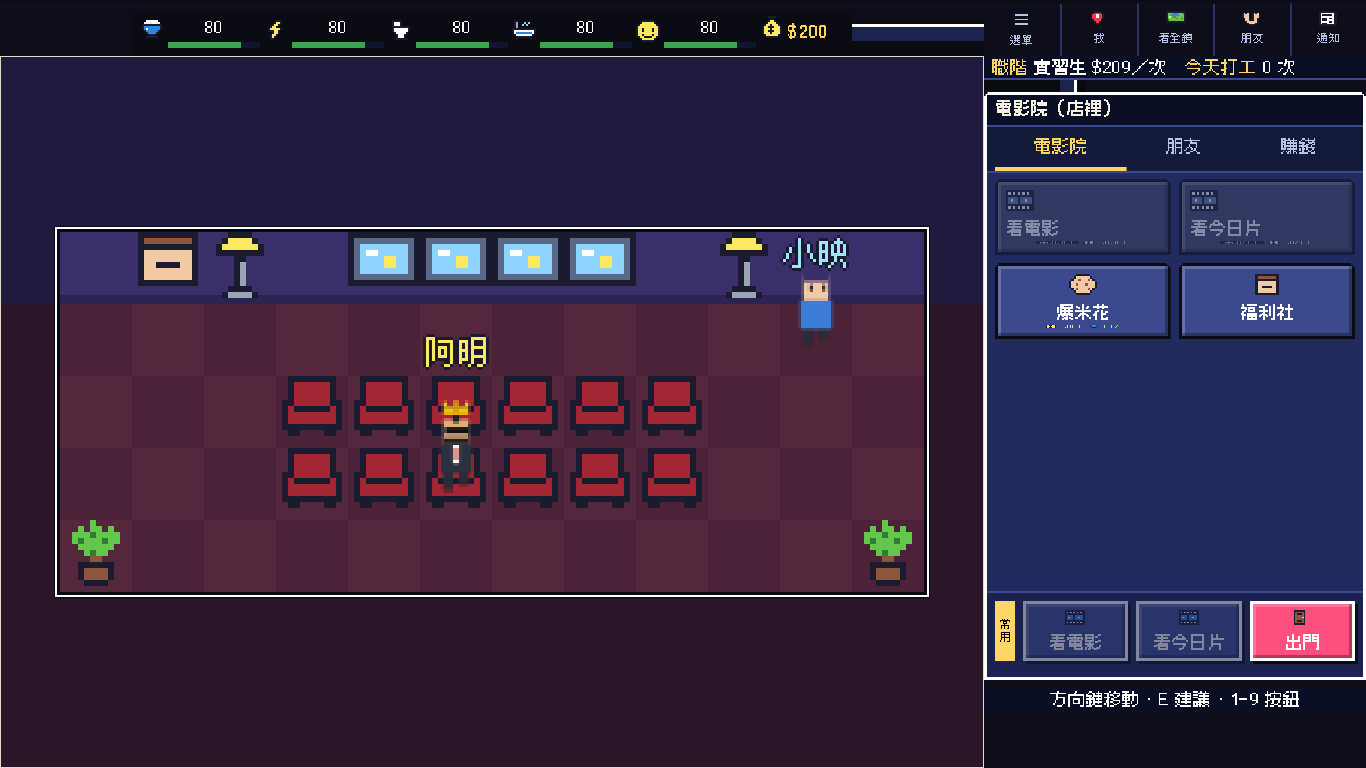 80 80 80 80 80 $200
選單 我 看全鎮 朋友 通知
職階 實習生 $209／次 今天打工 0 次
電影院（店裡）
電影院 朋友 賺錢
看電影 看今日片
爆米花 福利社
小映
阿明
常用 看電影 看今日片 出門
方向鍵移動 · E 建議 · 1-9 按鈕